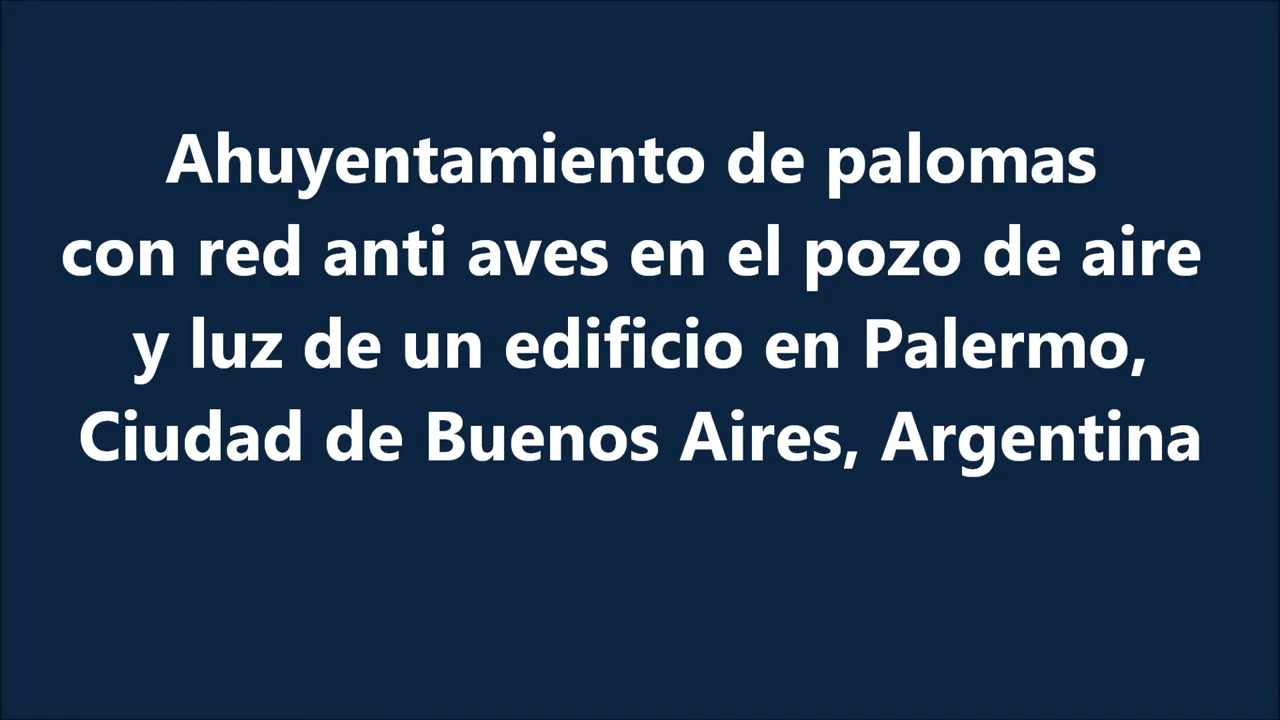 Ahuyentamiento de palomas
con red anti aves en el pozo de aire
y luz de un edificio en Palermo,
Ciudad de Buenos Aires, Argentina